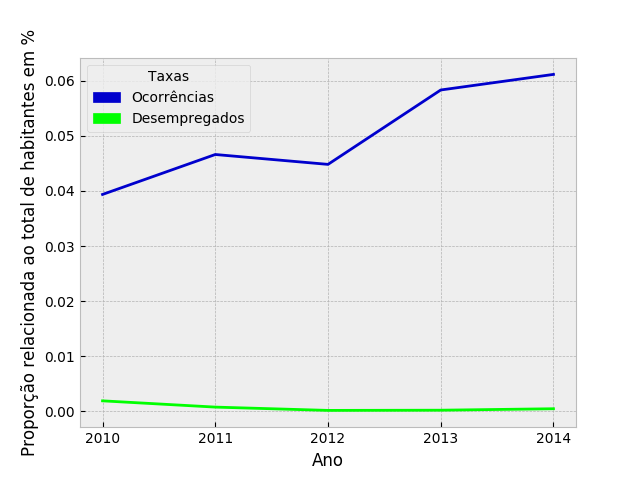 Proporção relacionada ao total de habitantes em %
0.06
0.05
0.04
0.03
0.02
0.01
0.00
Taxas
Ocorrências
Desempregados
2010 2011 2012 2013 2014
Ano